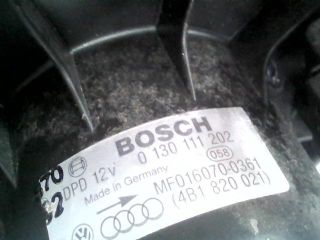 BOSCH
0 130 111 202
DPD 12V
058
Made in Germany
MF016070-0361
(4B1 820 021)